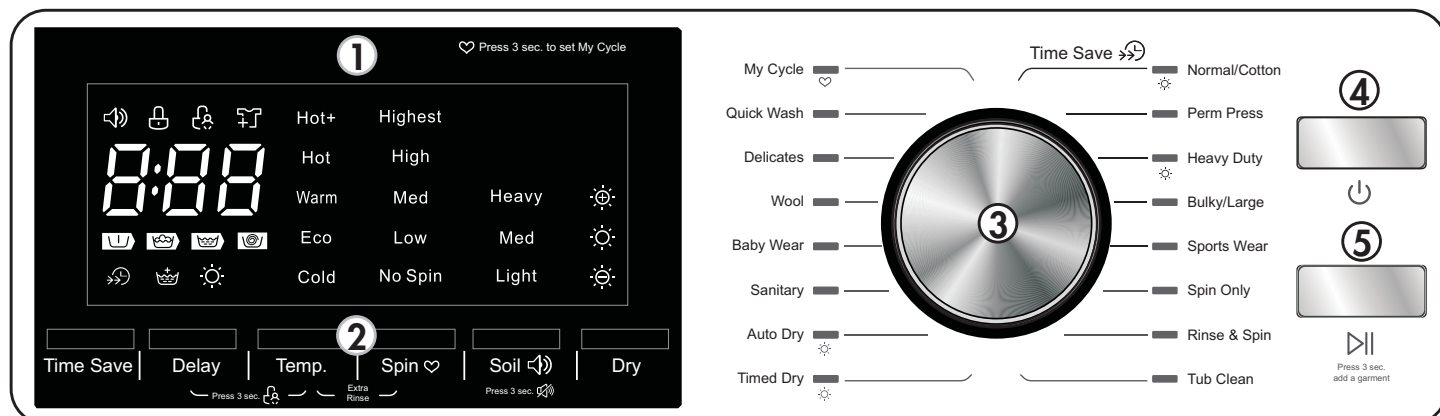 1
♡ Press 3 sec. to set My Cycle
Hot+ Highest
8:88
Hot High
Warm Med Heavy
Eco Low Med
Cold No Spin Light
2
Time Save Delay Temp. Spin ♡ Soil Dry
Press 3 sec.
Extra
Rinse
Press 3 sec.
Time Save
My Cycle
Quick Wash
Delicates
Wool
Baby Wear
Sanitary
Auto Dry
Timed Dry
3
Normal/Cotton
Perm Press
Heavy Duty
Bulky/Large
Sports Wear
Spin Only
Rinse & Spin
Tub Clean
4
5
Press 3 sec.
add a garment